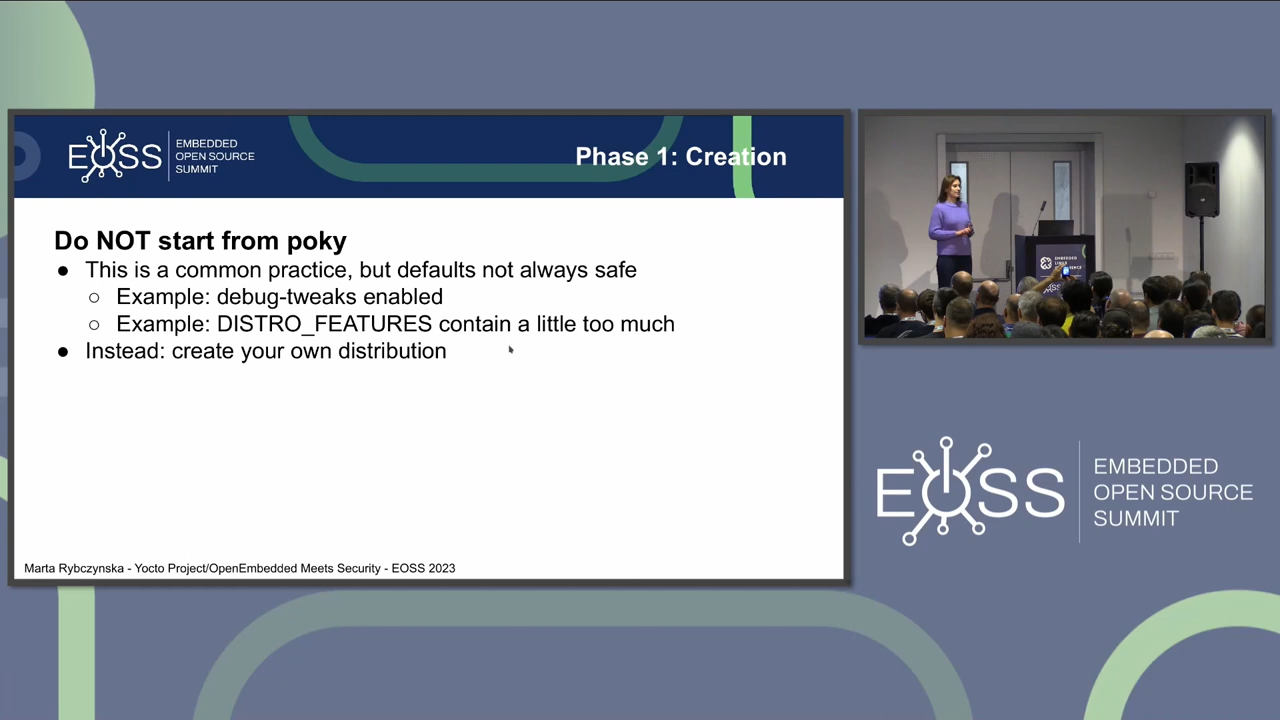 EOSS
EMBEDDED
OPEN SOURCE
SUMMIT
Phase 1: Creation
Do NOT start from poky
● This is a common practice, but defaults not always safe
○ Example: debug-tweaks enabled
○ Example: DISTRO_FEATURES contain a little too much
● Instead: create your own distribution
Marta Rybczynska - Yocto Project/OpenEmbedded Meets Security - EOSS 2023
EOSS
EMBEDDED
OPEN SOURCE
SUMMIT